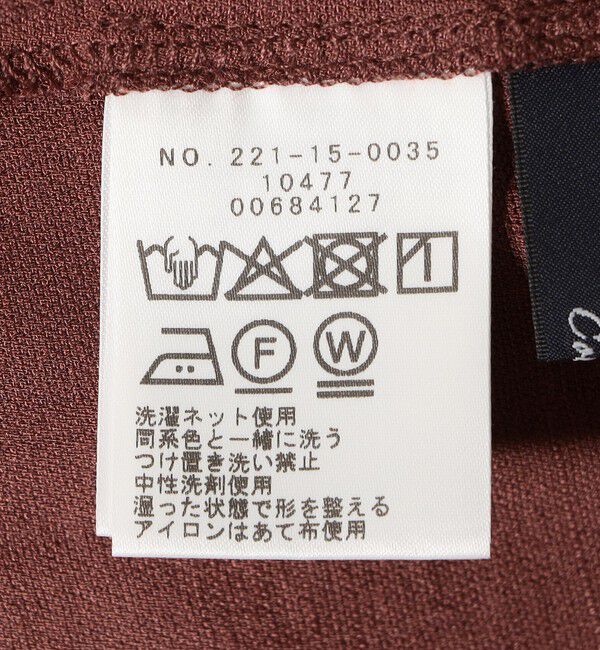 NO. 221-15-0035
10477
00684127
F
W
洗濯ネット使用
同系色と一緒に洗う
つけ置き洗い禁止
中性洗剤使用
湿った状態で形を整える
アイロンはあて布使用